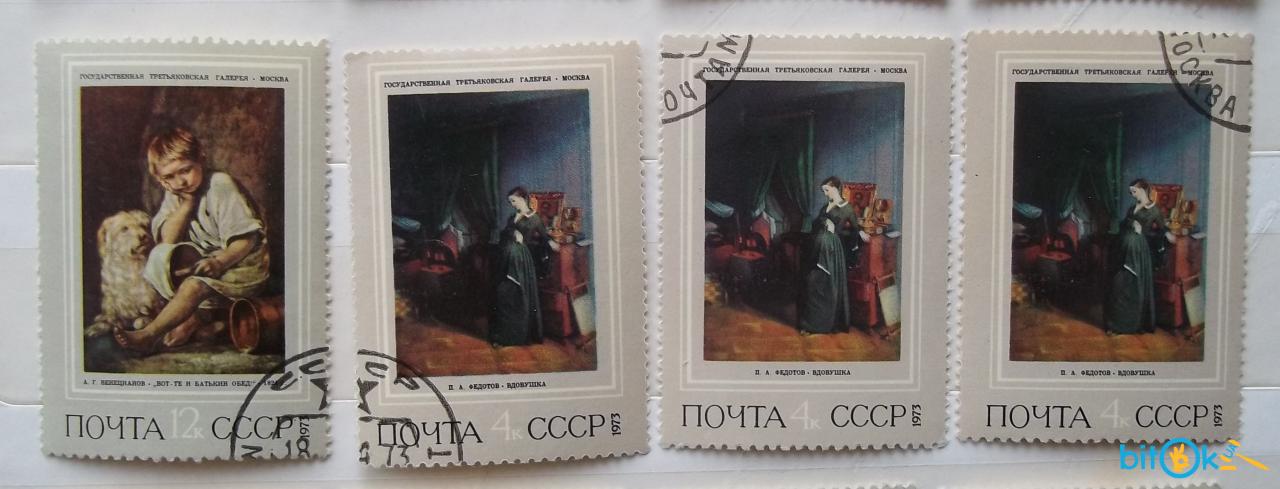 ГОСУДАРСТВЕННАЯ ТРЕТЬЯКОВСКАЯ ГАЛЕРЕЯ · МОСКВА
А. Г. ВЕНЕЦИАНОВ · „ВОТ-ТЕ И БАТЬКИН ОБЕД!"
ПОЧТА 12к СССР 1973
ГОСУДАРСТВЕННАЯ ТРЕТЬЯКОВСКАЯ ГАЛЕРЕЯ · МОСКВА
П. А. ФЕДОТОВ · ВДОВУШКА
ПОЧТА 4к СССР 1973
73
ПОЧТАМ
ГОСУДАРСТВЕННАЯ ТРЕТЬЯКОВСКАЯ ГАЛЕРЕЯ · МОСКВА
П. А. ФЕДОТОВ · ВДОВУШКА
ПОЧТА 4к СССР 1973
ОСКВА
ГОСУДАРСТВЕННАЯ ТРЕТЬЯКОВСКАЯ ГАЛЕРЕЯ · МОСКВА
П. А. ФЕДОТОВ · ВДОВУШКА
ПОЧТА 4к СССР 1973
bitok